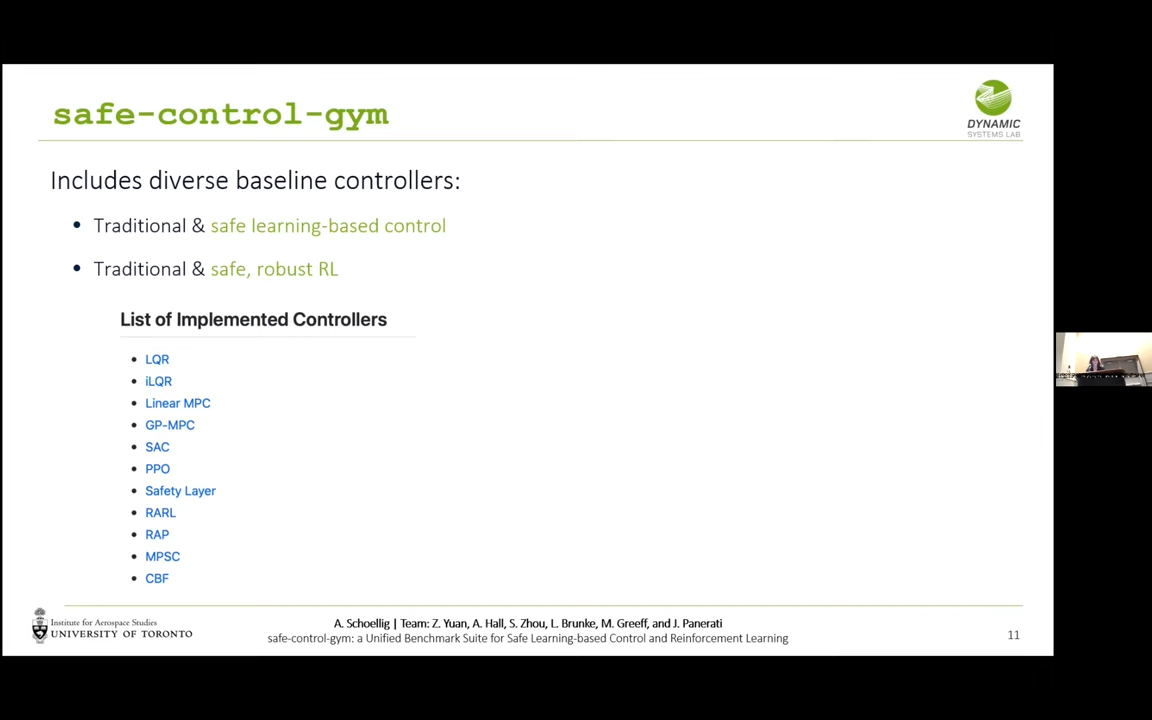 safe-control-gym
DYNAMIC
SYSTEMS LAB
Includes diverse baseline controllers:
• Traditional & safe learning-based control
• Traditional & safe, robust RL
List of Implemented Controllers
• LQR
• iLQR
• Linear MPC
• GP-MPC
• SAC
• PPO
• Safety Layer
• RARL
• RAP
• MPSC
• CBF
Institute for Aerospace Studies
UNIVERSITY OF TORONTO
A. Schoellig | Team: Z. Yuan, A. Hall, S. Zhou, L. Brunke, M. Greeff, and J. Panerati
safe-control-gym: a Unified Benchmark Suite for Safe Learning-based Control and Reinforcement Learning
11